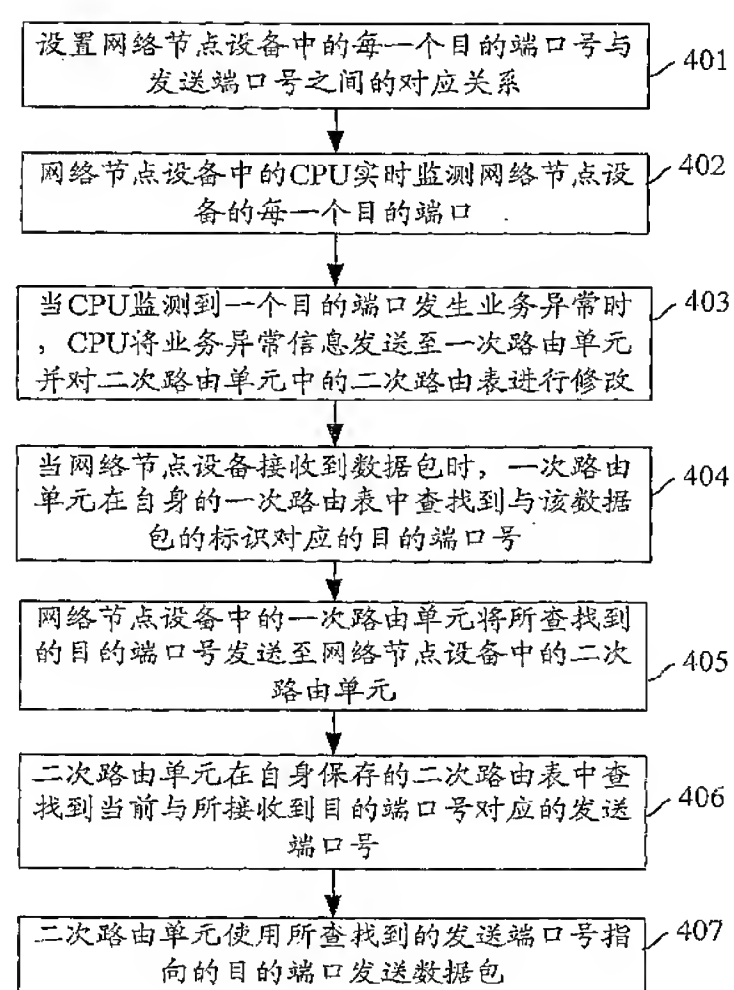 设置网络节点设备中的每一个目的端口号与
发送端口号之间的对应关系
401
网络节点设备中的CPU实时监测网络节点设
备的每一个目的端口
402
当CPU监测到一个目的端口发生业务异常时
，CPU将业务异常信息发送至一次路由单元
并对二次路由单元中的二次路由表进行修改
403
当网络节点设备接收到数据包时，一次路由
单元在自身的一次路由表中查找到与该数据
包的标识对应的目的端口号
404
网络节点设备中的一次路由单元将所查找到
的目的端口号发送至网络节点设备中的二次
路由单元
405
二次路由单元在自身保存的二次路由表中查
找到当前与所接收到目的端口号对应的发送
端口号
406
二次路由单元使用所查找到的发送端口号指
向的目的端口发送数据包
407